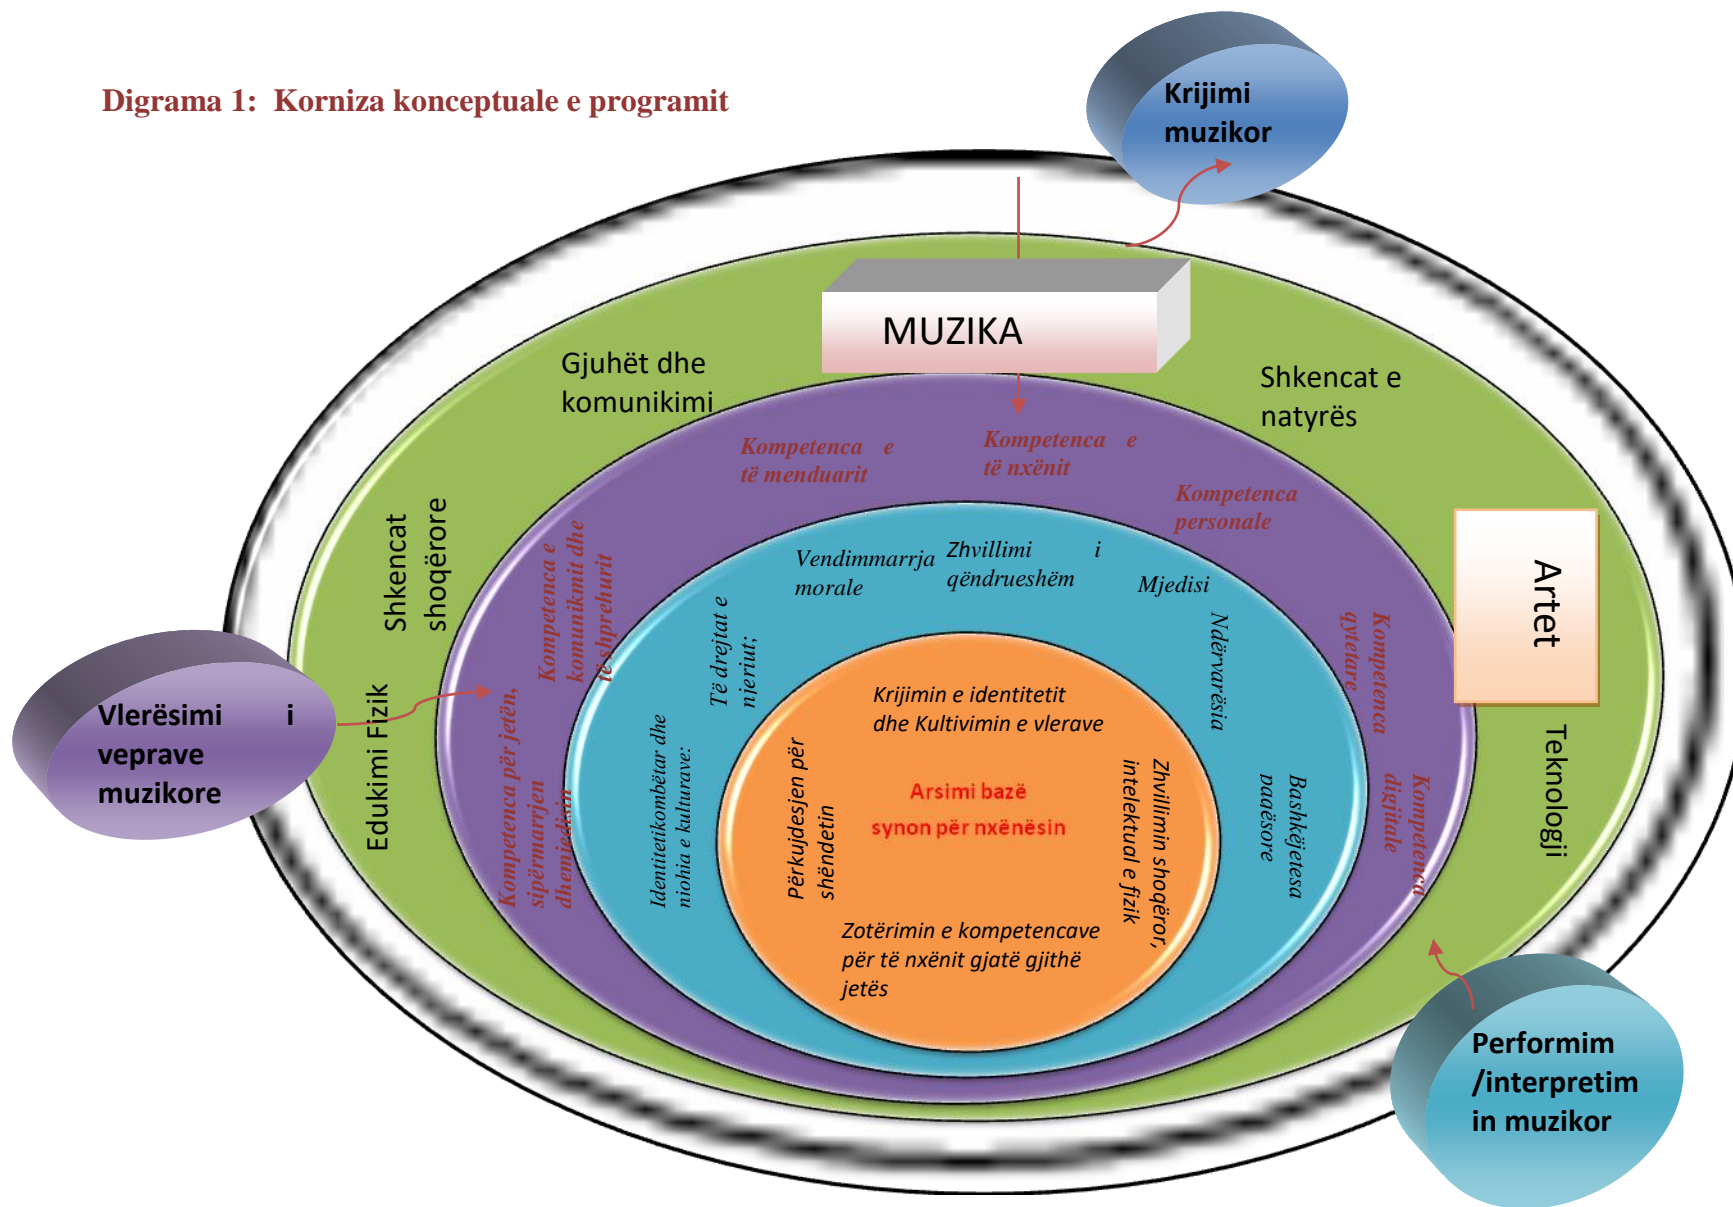 Digrama 1: Korniza konceptuale e programit
Krijimi
muzikor
MUZIKA
Gjuhët dhe
komunikimi
Shkencat e
natyrës
Kompetenca e
të menduarit
Kompetenca e
të nxënit
Kompetenca
personale
Shkencat
shoqërore
Kompetenca e
komunikmit dhe
të shprehurit
Vendimmarrja
morale
Zhvillimi i
qëndrueshëm
Mjedisi
Artet
Të drejtat e
njeriut;
Ndërvarësia
Kompetenca
qytetare
Krijimin e identitetit
dhe Kultivimin e vlerave
Vlerësimi i
veprave
muzikore
Edukimi Fizik
Kompetenca për jetën,
sipërmarrjen
dhemjedisin
Identitetikombëtar dhe
niohia e kulturave:
Përkujdesjen për
shëndetin
Arsimi bazë
synon për nxënësin
Zhvillimin shoqëror,
intelektual e fizik
Bashkëjetesa
paqësore
Kompetenca
digjitale
Teknologji
Zotërimin e kompetencave
për të nxënit gjatë gjithë
jetës
Performim
/interpretim
in muzikor